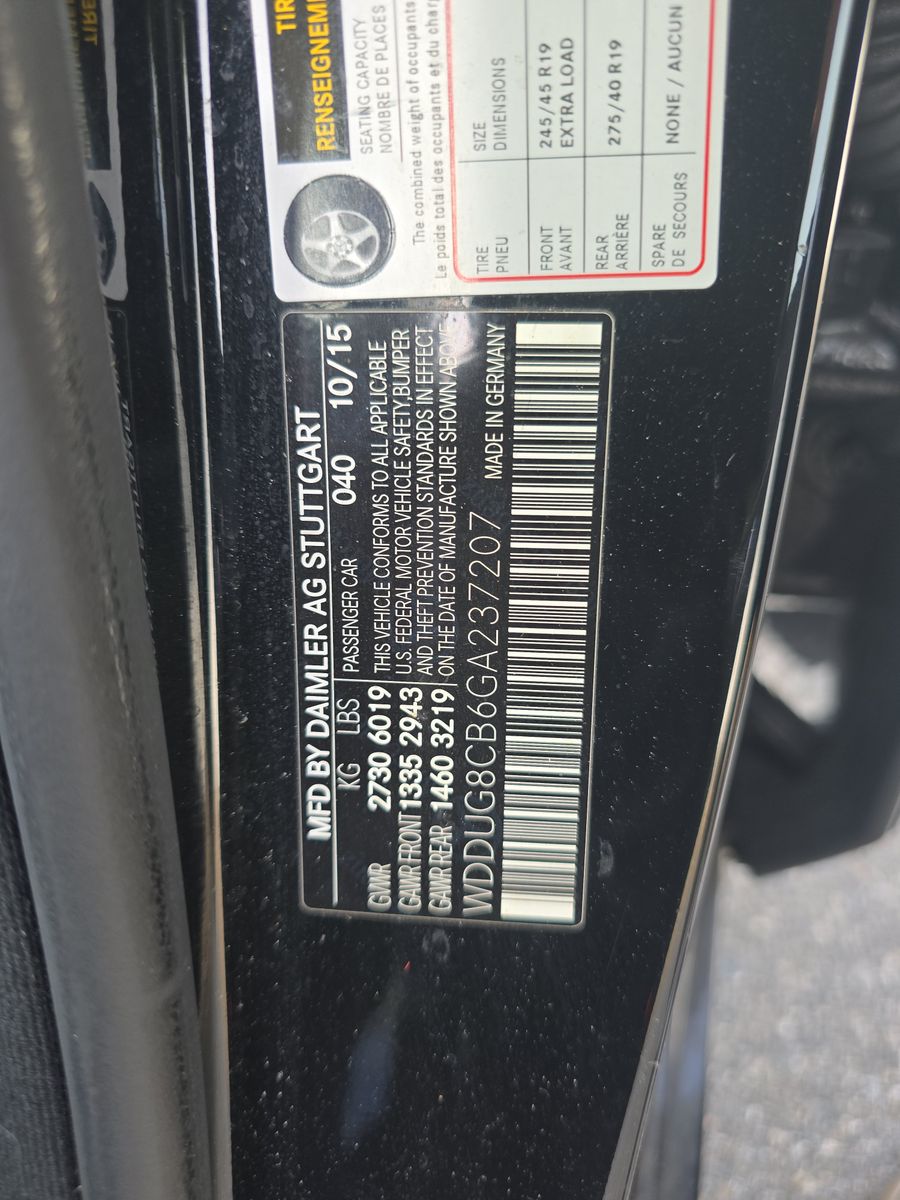 MFD BY DAIMLER AG STUTTGART
KG LBS PASSENGER CAR 040 10/15
GWR 2730 6019 THIS VEHICLE CONFORMS TO ALL APPLICABLE
GAWR FRONT 1335 2943 U.S. FEDERAL MOTOR VEHICLE SAFETY,BUMPER
GAWR REAR 1460 3219 AND THEFT PREVENTION STANDARDS IN EFFECT
ON THE DATE OF MANUFACTURE SHOWN ABOVE
WDDUG8CB6GA237207 MADE IN GERMANY
TIR
RENSEIGNEME
SEATING CAPACITY
NOMBRE DE PLACES
The combined weight of occupants
Le poids total des occupants et du char
TIRE SIZE
PNEU DIMENSIONS
FRONT 245/45 R19
AVANT EXTRA LOAD
REAR 275/40 R19
ARRIÈRE
SPARE NONE / AUCUN
DE SECOURS